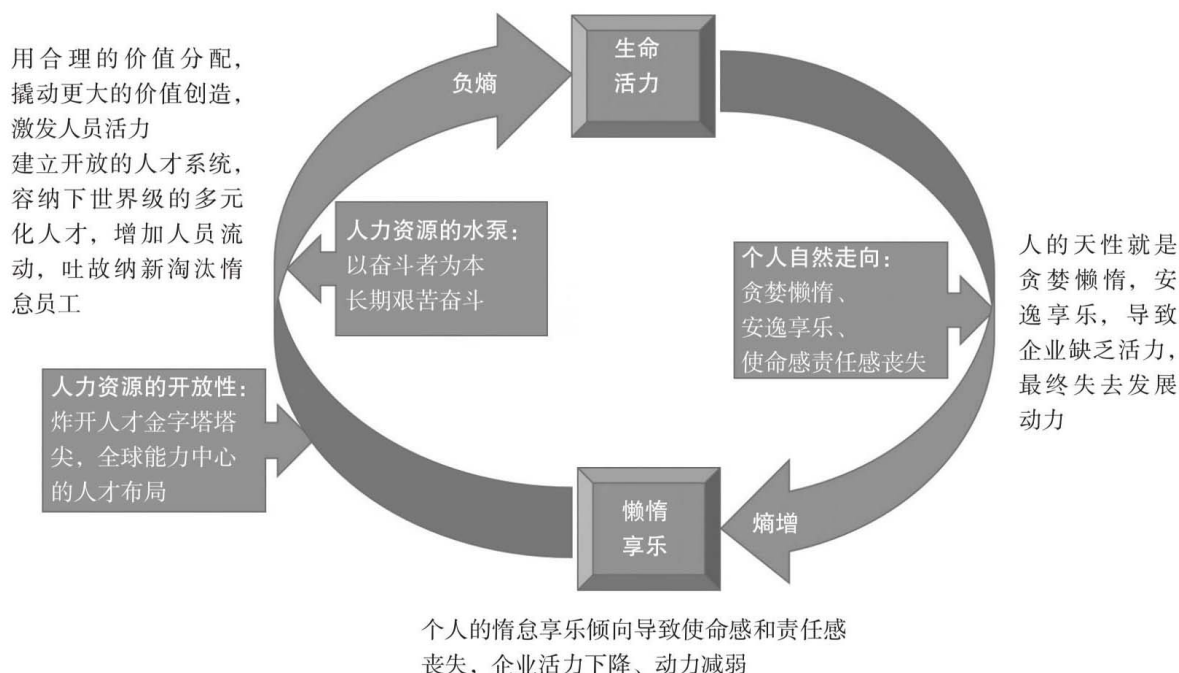 用合理的价值分配，
撬动更大的价值创造，
激发人员活力
建立开放的人才系统，
容纳下世界级的多元
化人才，增加人员流
动，吐故纳新淘汰惰
怠员工
负熵
生命
活力
人力资源的水泵：
以奋斗者为本
长期艰苦奋斗
个人自然走向：
贪婪懒惰、
安逸享乐、
使命感责任感丧失
人的天性就是
贪婪懒惰，安
逸享乐，导致
企业缺乏活力，
最终失去发展
动力
人力资源的开放性：
炸开人才金字塔塔
尖，全球能力中心
的人才布局
懒惰
享乐
熵增
个人的惰怠享乐倾向导致使命感和责任感
丧失，企业活力下降、动力减弱